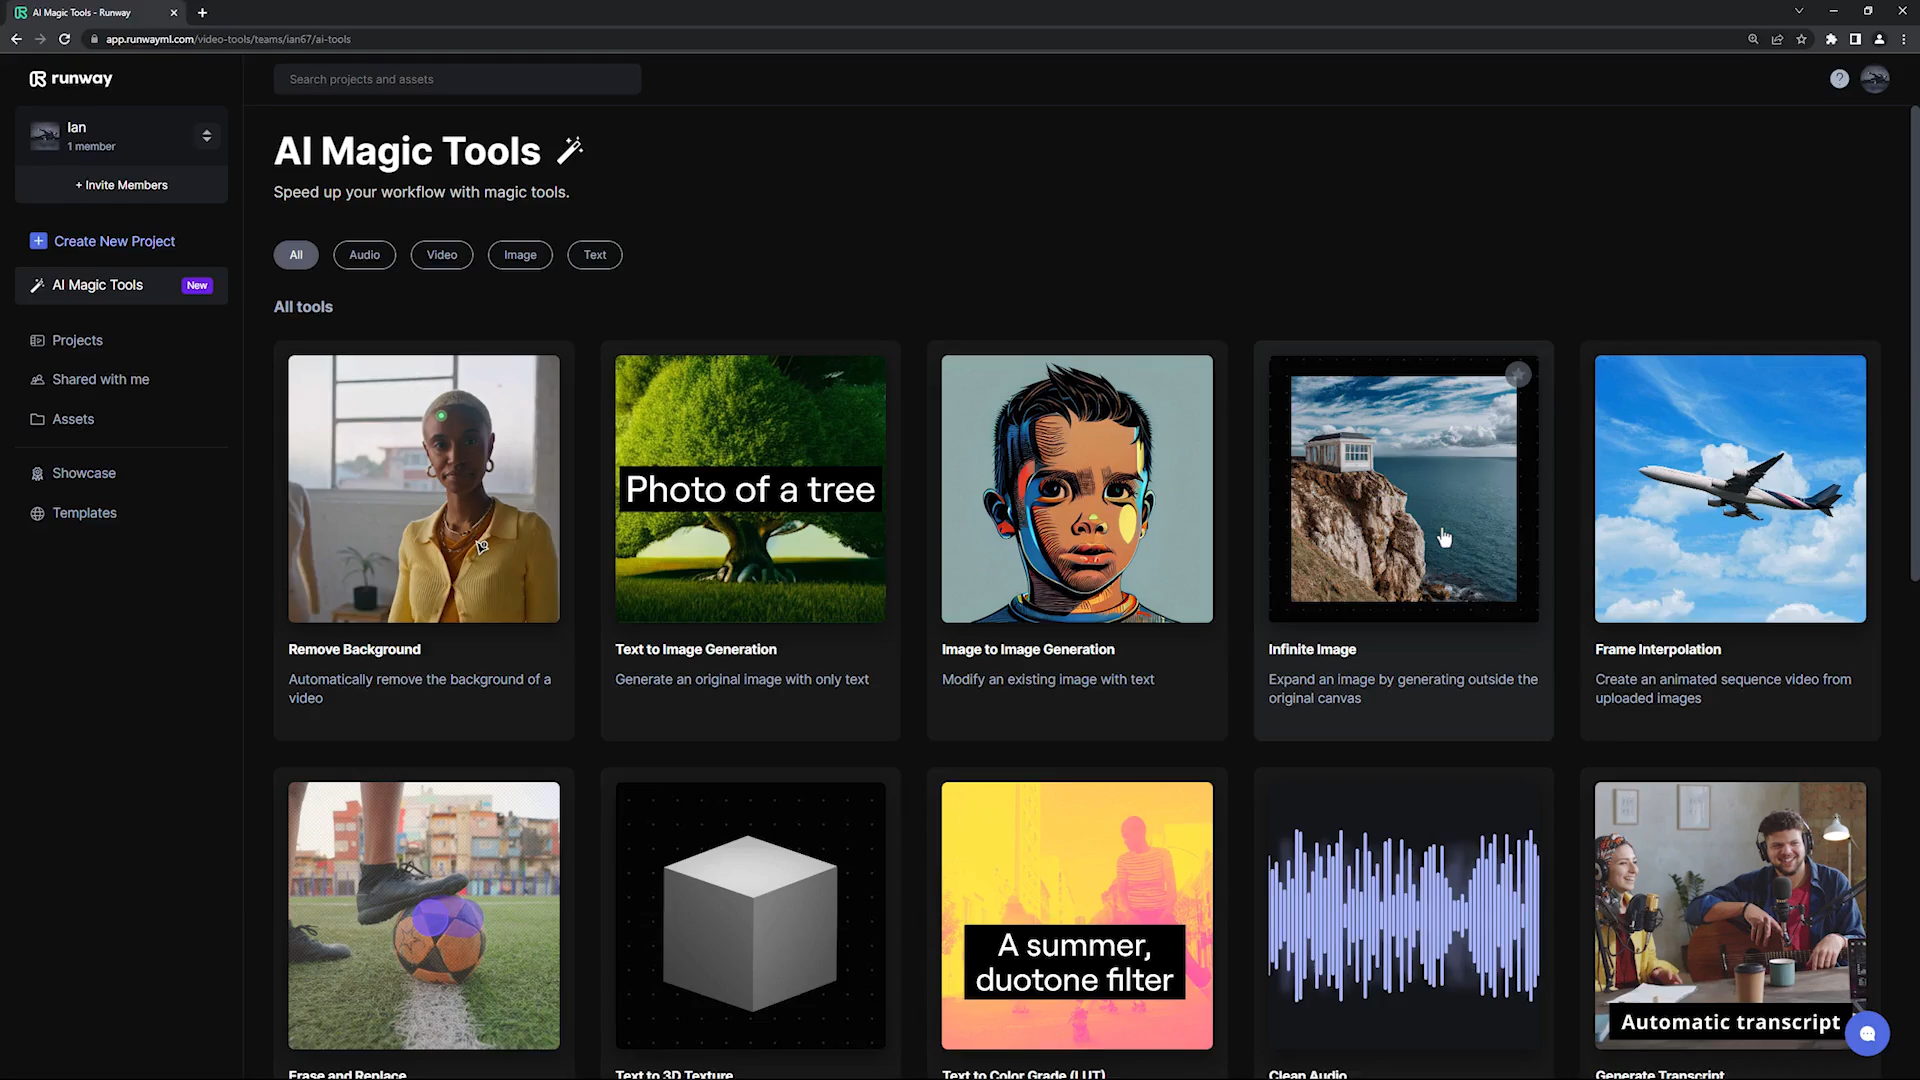 AI Magic Tools - Runway
app.runwayml.com/video-tools/teams/ian67/ai-tools
runway
Search projects and assets
?
Ian
1 member
+ Invite Members
Create New Project
AI Magic Tools
New
Projects
Shared with me
Assets
Showcase
Templates
AI Magic Tools
Speed up your workflow with magic tools.
All
Audio
Video
Image
Text
All tools
Photo of a tree
Remove Background
Automatically remove the background of a
video
Text to Image Generation
Generate an original image with only text
Image to Image Generation
Modify an existing image with text
Infinite Image
Expand an image by generating outside the
original canvas
Frame Interpolation
Create an animated sequence video from
uploaded images
A summer,
duotone filter
Automatic transcript
Erase and Replace
Text to 3D Texture
Text to Color Grade (LUT)
Clean Audio
Generate Transcript